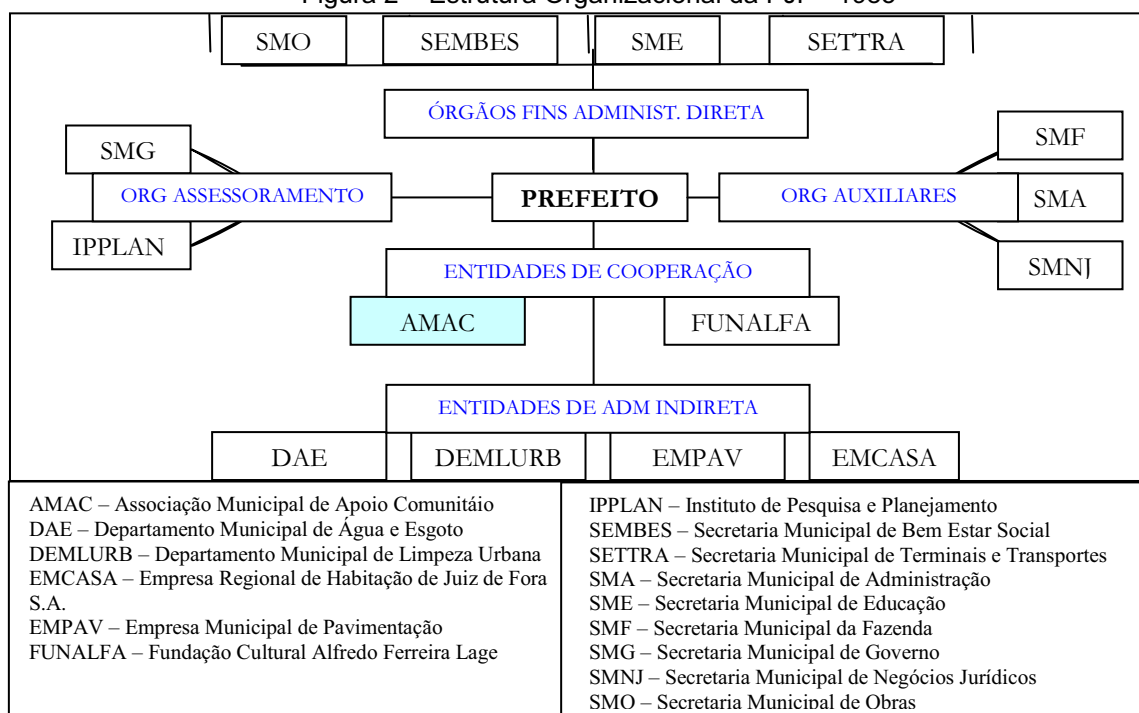 SMO SEMBES SME SETTRA
ÓRGÃOS FINS ADMINIST. DIRETA
SMG SMF
ORG ASSESSORAMENTO PREFEITO ORG AUXILIARES SMA
IPPLAN SMNJ
ENTIDADES DE COOPERAÇÃO
AMAC FUNALFA
ENTIDADES DE ADM INDIRETA
DAE DEMLURB EMPAV EMCASA
AMAC – Associação Municipal de Apoio Comunitáio
DAE – Departamento Municipal de Água e Esgoto
DEMLURB – Departamento Municipal de Limpeza Urbana
EMCASA – Empresa Regional de Habitação de Juiz de Fora
S.A.
EMPAV – Empresa Municipal de Pavimentação
FUNALFA – Fundação Cultural Alfredo Ferreira Lage
IPPLAN – Instituto de Pesquisa e Planejamento
SEMBES – Secretaria Municipal de Bem Estar Social
SETTRA – Secretaria Municipal de Terminais e Transportes
SMA – Secretaria Municipal de Administração
SME – Secretaria Municipal de Educação
SMF – Secretaria Municipal da Fazenda
SMG – Secretaria Municipal de Governo
SMNJ – Secretaria Municipal de Negócios Jurídicos
SMO – Secretaria Municipal de Obras